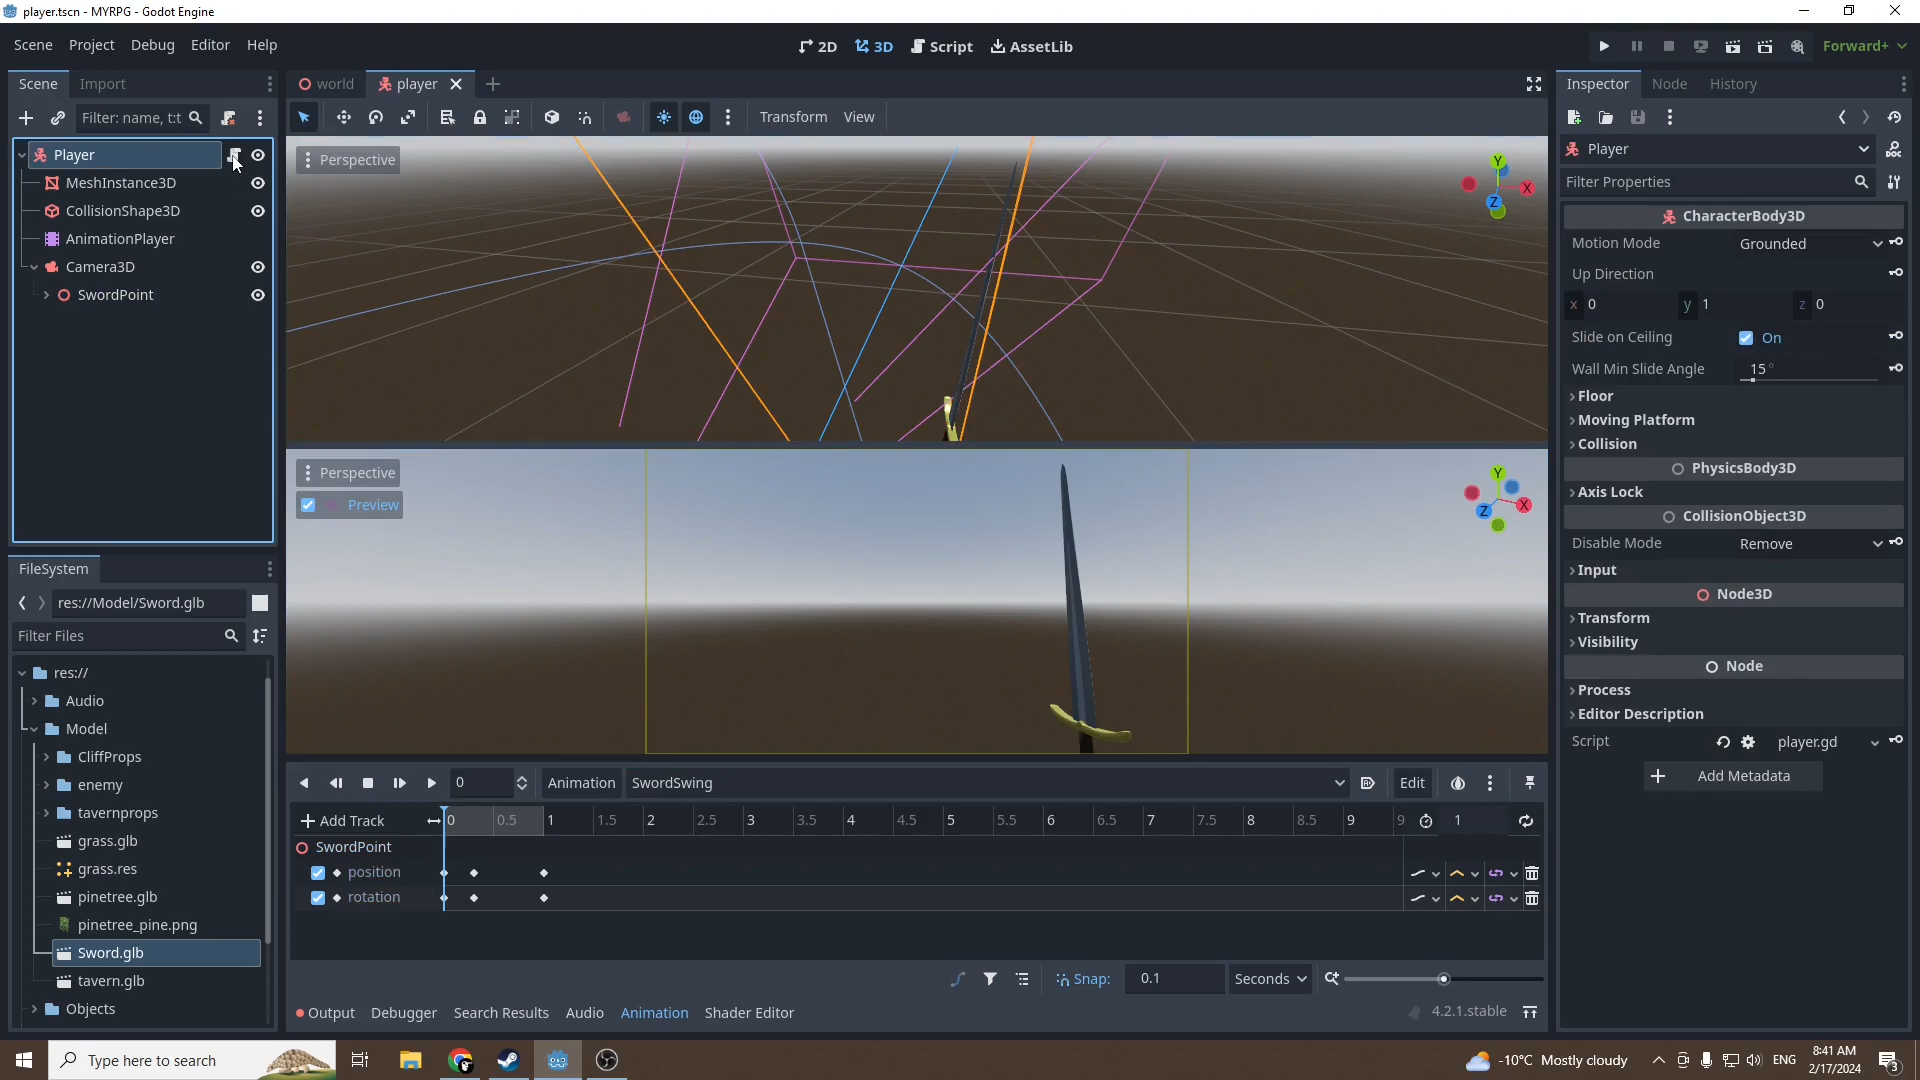 player.tscn - MYRPG - Godot Engine
Scene Project Debug Editor Help
2D 3D Script AssetLib
Forward+
Scene Import
world player
Inspector Node History
Filter: name, t:t
Transform View
Player
MeshInstance3D
CollisionShape3D
AnimationPlayer
Camera3D
SwordPoint
Perspective
Y
X
Z
Perspective
Preview
Y
X
Z
FileSystem
res://Model/Sword.glb
Filter Files
res://
Audio
Model
CliffProps
enemy
tavernprops
grass.glb
grass.res
pinetree.glb
pinetree_pine.png
Sword.glb
tavern.glb
Objects
0 Animation SwordSwing Edit
Add Track 0 0.5 1 1.5 2 2.5 3 3.5 4 4.5 5 5.5 6 6.5 7 7.5 8 8.5 9 9 1
SwordPoint
position
rotation
Snap: 0.1 Seconds
Output Debugger Search Results Audio Animation Shader Editor 4.2.1.stable
Player
Filter Properties
CharacterBody3D
Motion Mode Grounded
Up Direction
x 0 y 1 z 0
Slide on Ceiling On
Wall Min Slide Angle 15 °
Floor
Moving Platform
Collision
PhysicsBody3D
Axis Lock
CollisionObject3D
Disable Mode Remove
Input
Node3D
Transform
Visibility
Node
Process
Editor Description
Script player.gd
Add Metadata
Type here to search
-10°C Mostly cloudy ENG 8:41 AM
2/17/2024
3